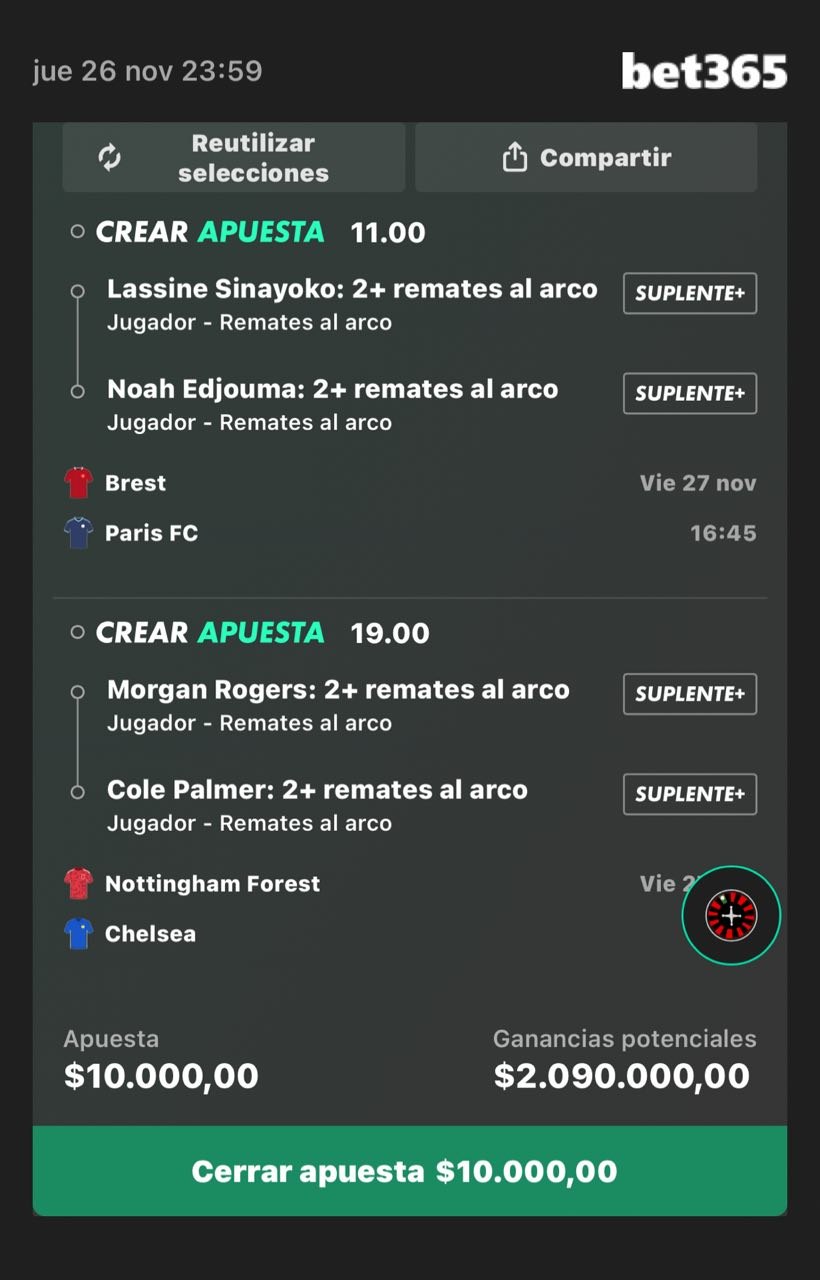 jue 26 nov 23:59
bet365
Reutilizar
selecciones
Compartir
CREAR APUESTA 11.00
Lassine Sinayoko: 2+ remates al arco
SUPLENTE+
Jugador - Remates al arco
Noah Edjouma: 2+ remates al arco
SUPLENTE+
Jugador - Remates al arco
Brest
Vie 27 nov
Paris FC
16:45
CREAR APUESTA 19.00
Morgan Rogers: 2+ remates al arco
SUPLENTE+
Jugador - Remates al arco
Cole Palmer: 2+ remates al arco
SUPLENTE+
Jugador - Remates al arco
Nottingham Forest
Vie
Chelsea
Apuesta
Ganancias potenciales
$10.000,00
$2.090.000,00
Cerrar apuesta $10.000,00